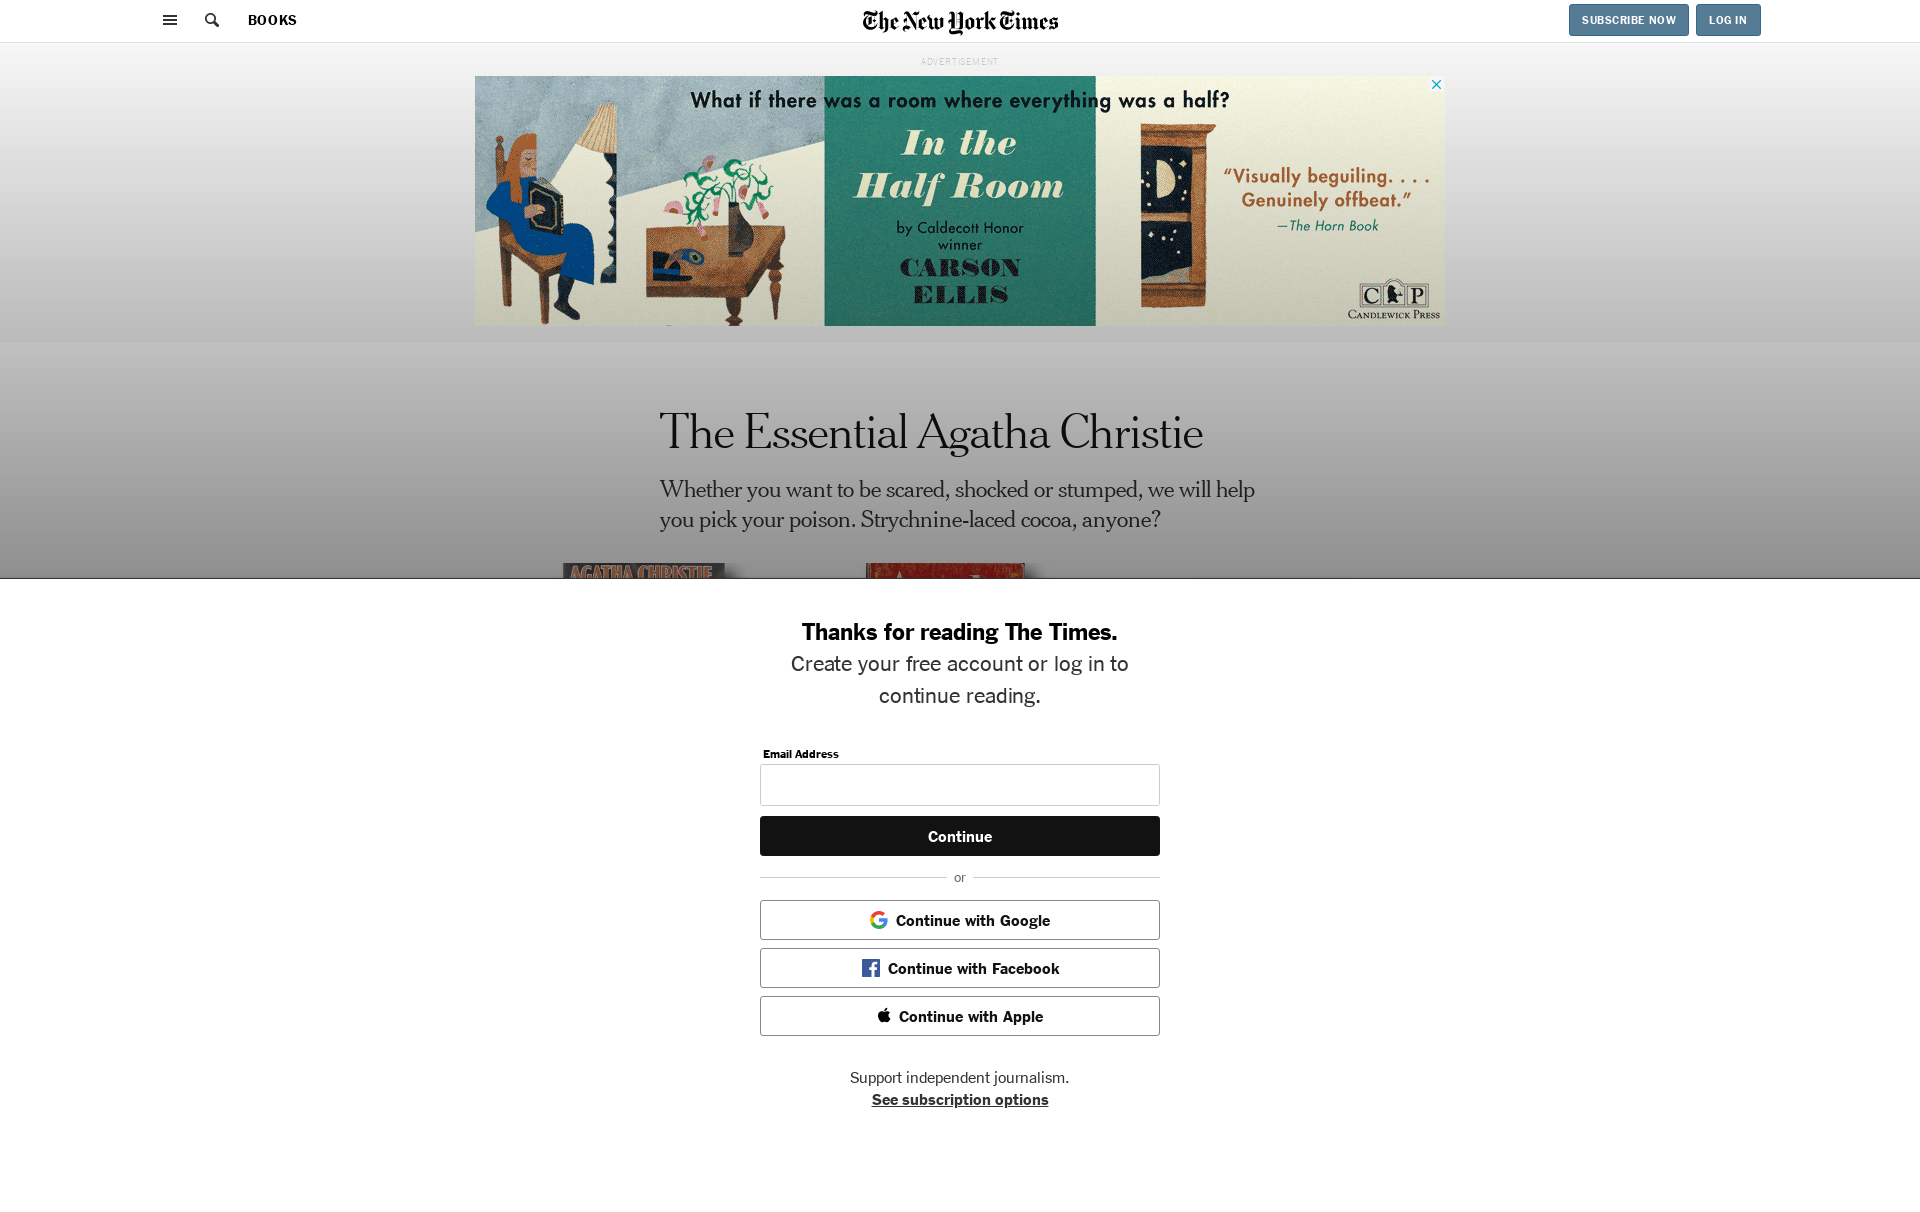 BOOKS
The New York Times
SUBSCRIBE NOW
LOG IN
ADVERTISEMENT
What if there was a room where everything was a half?
In the
Half Room
by Caldecott Honor
winner
CARSON
ELLIS
“Visually beguiling. . . .
Genuinely offbeat.”
—The Horn Book
C P
CANDLEWICK PRESS
The Essential Agatha Christie
Whether you want to be scared, shocked or stumped, we will help
you pick your poison. Strychnine-laced cocoa, anyone?
AGATHA CHRISTIE
Thanks for reading The Times.
Create your free account or log in to
continue reading.
Email Address
Continue
or
Continue with Google
Continue with Facebook
Continue with Apple
Support independent journalism.
See subscription options